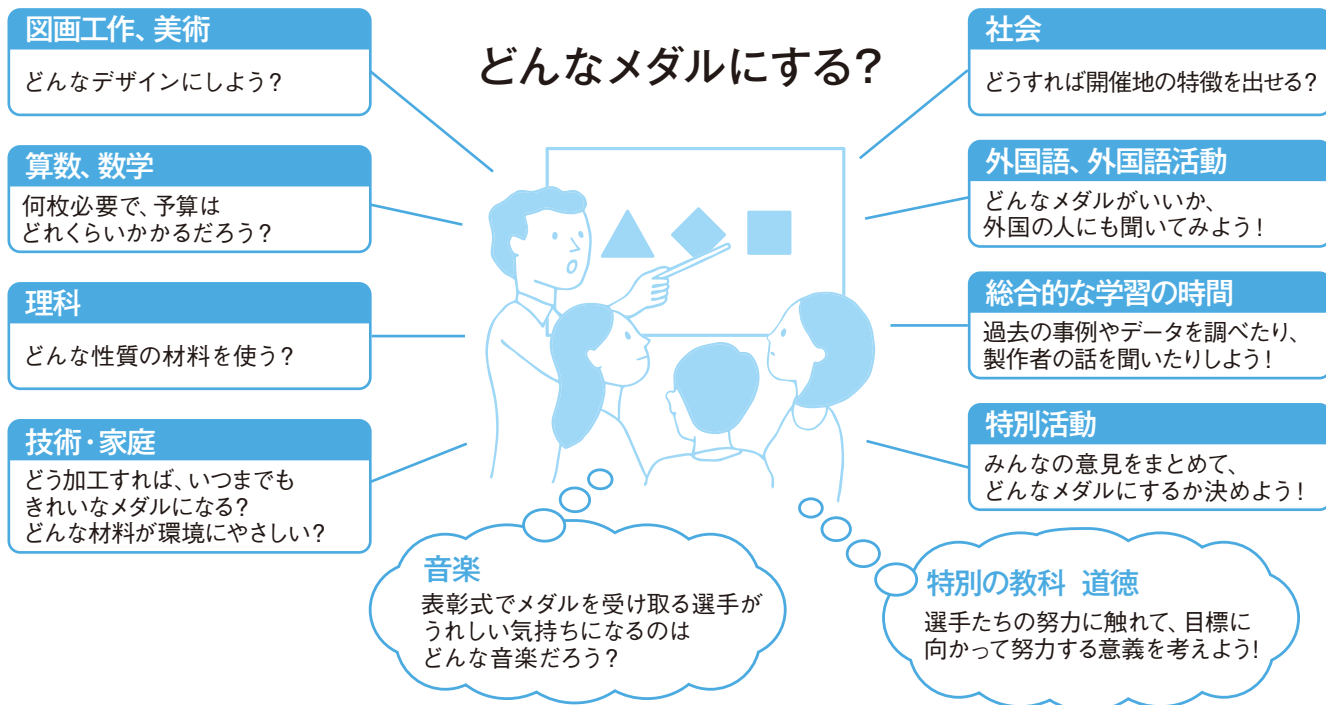 どんなメダルにする?
図画工作、美術
どんなデザインにしよう?
算数、数学
何枚必要で、予算は
どれくらいかかるだろう?
理科
どんな性質の材料を使う?
技術・家庭
どう加工すれば、いつまでも
きれいなメダルになる?
どんな材料が環境にやさしい?
社会
どうすれば開催地の特徴を出せる?
外国語、外国語活動
どんなメダルがいいか、
外国の人にも聞いてみよう!
総合的な学習の時間
過去の事例やデータを調べたり、
製作者の話を聞いたりしよう!
特別活動
みんなの意見をまとめて、
どんなメダルにするか決めよう!
音楽
表彰式でメダルを受け取る選手が
うれしい気持ちになるのは
どんな音楽だろう?
特別の教科 道徳
選手たちの努力に触れて、目標に
向かって努力する意義を考えよう!